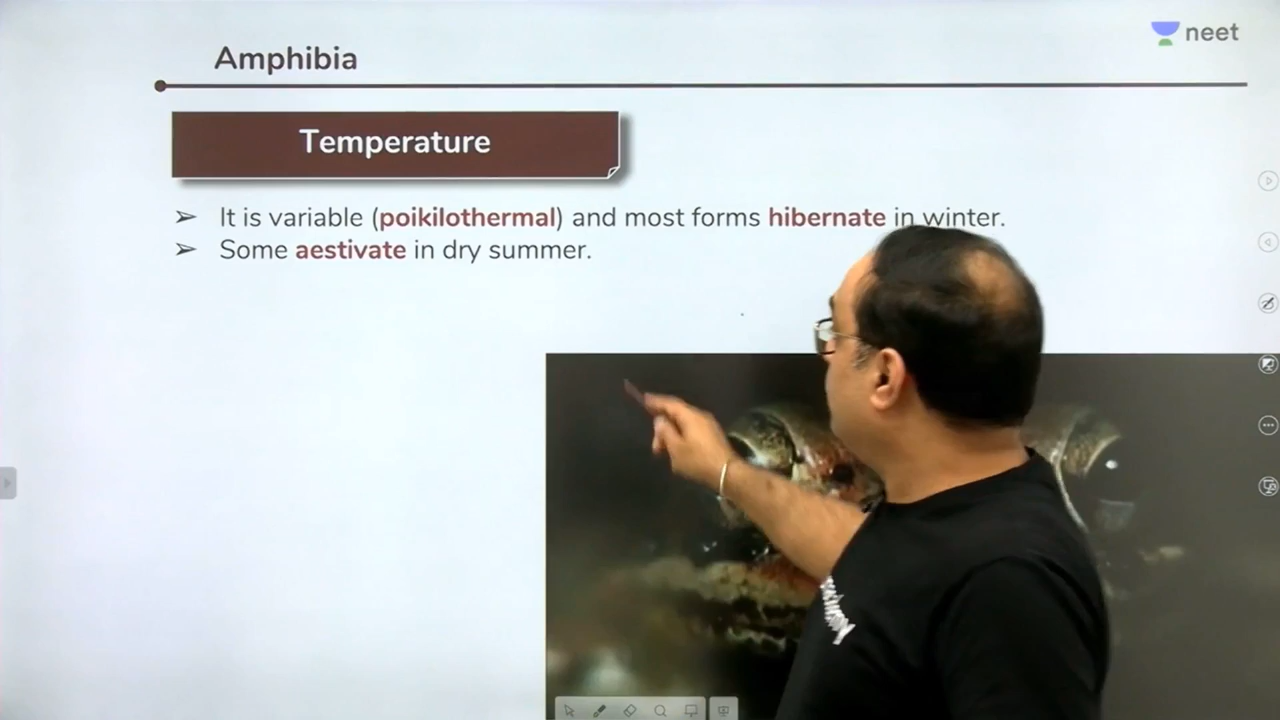 neet
Amphibia
Temperature
➢ It is variable (poikilothermal) and most forms hibernate in winter.
➢ Some aestivate in dry summer.